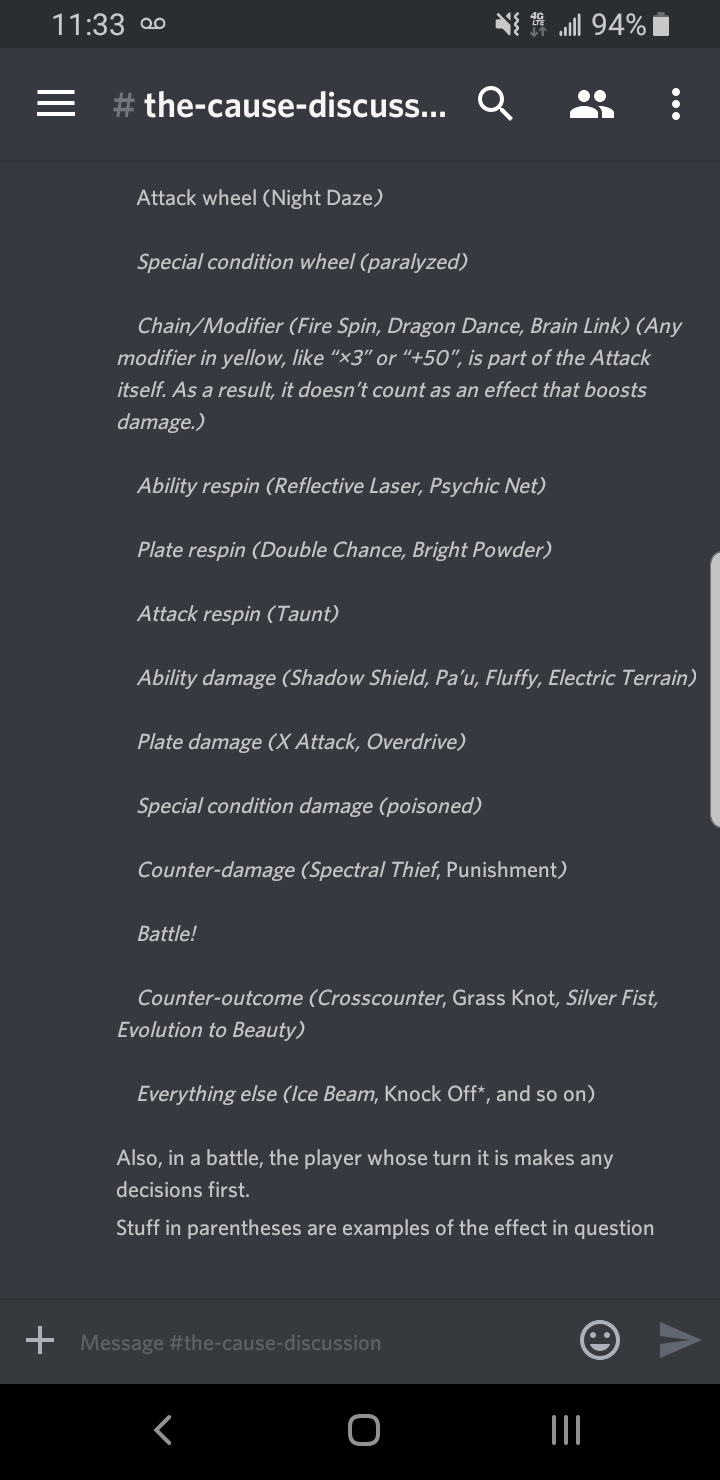 11:33
4G LTE 94%
# the-cause-discuss...
Attack wheel (Night Daze)
Special condition wheel (paralyzed)
Chain/Modifier (Fire Spin, Dragon Dance, Brain Link) (Any
modifier in yellow, like “×3” or “+50”, is part of the Attack
itself. As a result, it doesn’t count as an effect that boosts
damage.)
Ability respin (Reflective Laser, Psychic Net)
Plate respin (Double Chance, Bright Powder)
Attack respin (Taunt)
Ability damage (Shadow Shield, Pa’u, Fluffy, Electric Terrain)
Plate damage (X Attack, Overdrive)
Special condition damage (poisoned)
Counter-damage (Spectral Thief, Punishment)
Battle!
Counter-outcome (Crosscounter, Grass Knot, Silver Fist,
Evolution to Beauty)
Everything else (Ice Beam, Knock Off*, and so on)
Also, in a battle, the player whose turn it is makes any
decisions first.
Stuff in parentheses are examples of the effect in question
Message #the-cause-discussion